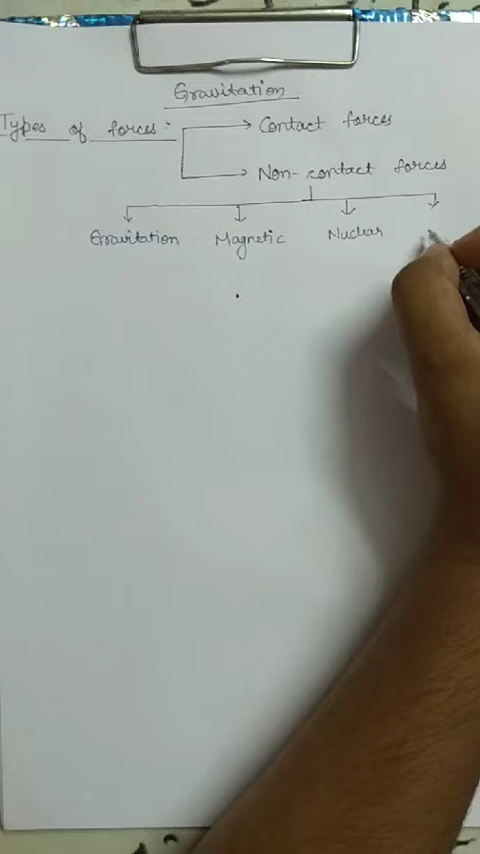 Gravitation
Types of forces:
Contact forces
Non-contact forces
Gravitation Magnetic Nuclear